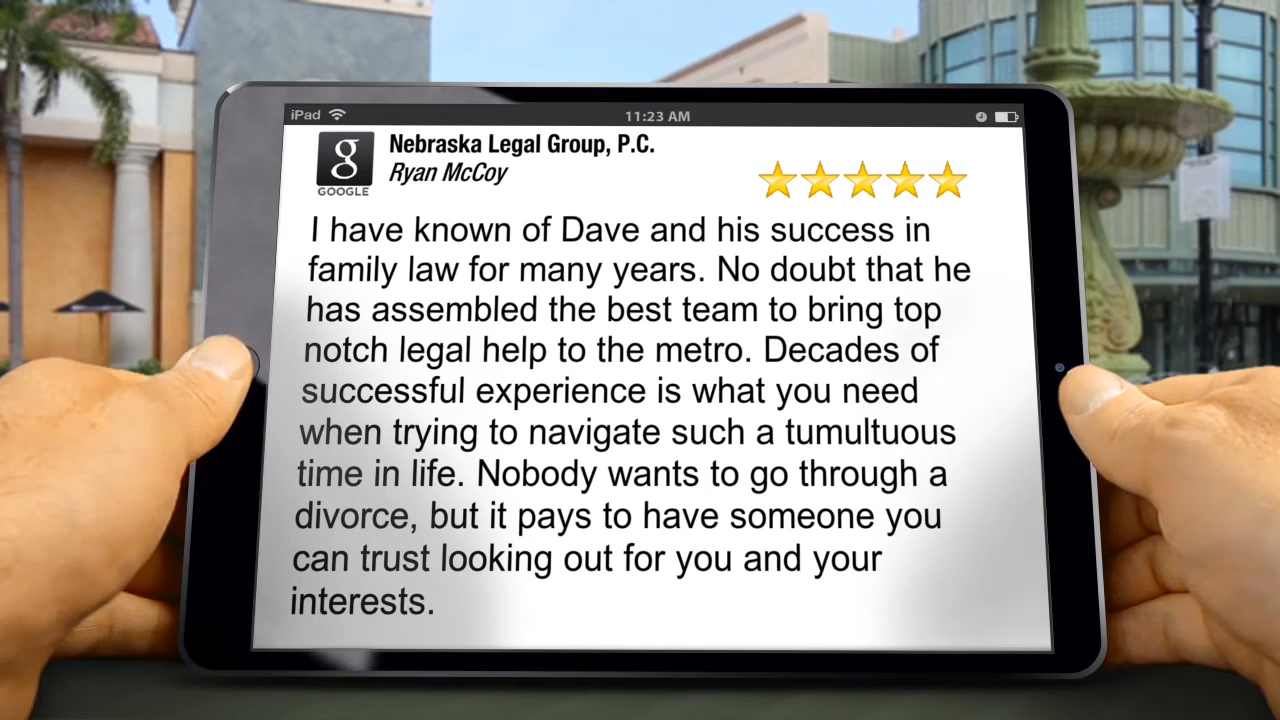 iPad
11:23 AM
g
GOOGLE
Nebraska Legal Group, P.C.
Ryan McCoy
I have known of Dave and his success in
family law for many years. No doubt that he
has assembled the best team to bring top
notch legal help to the metro. Decades of
successful experience is what you need
when trying to navigate such a tumultuous
time in life. Nobody wants to go through a
divorce, but it pays to have someone you
can trust looking out for you and your
interests.